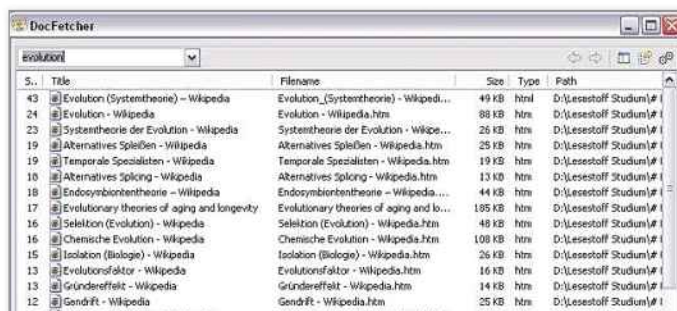 DocFetcher
evolution
S.. Title Filename Size Type Path
43 Evolution (Systemtheorie) – Wikipedia Evolution_(Systemtheorie) - Wikipedi... 49 KB html D:\Lesestoff Studium\#
24 Evolution - Wikipedia Evolution - Wikipedia.htm 88 KB htm D:\Lesestoff Studium\#
23 Systemtheorie der Evolution - Wikipedia Systemtheorie der Evolution - Wikipe... 26 KB htm D:\Lesestoff Studium\#
19 Alternatives Spleißen - Wikipedia Alternatives Spleißen - Wikipedia.htm 25 KB htm D:\Lesestoff Studium\#
19 Temporale Spezialisten - Wikipedia Temporale Spezialisten - Wikipedia.htm 19 KB htm D:\Lesestoff Studium\#
18 Alternatives Splicing - Wikipedia Alternatives Splicing - Wikipedia.htm 13 KB htm D:\Lesestoff Studium\#
18 Endosymbiontentheorie – Wikipedia Endosymbiontentheorie – Wikipedia.... 44 KB htm D:\Lesestoff Studium\#
17 Evolutionary theories of aging and longevity Evolutionary theories of aging and lo... 185 KB htm D:\Lesestoff Studium\#
16 Selektion (Evolution) - Wikipedia Selektion (Evolution) - Wikipedia.htm 48 KB htm D:\Lesestoff Studium\#
16 Chemische Evolution - Wikipedia Chemische Evolution - Wikipedia.htm 108 KB htm D:\Lesestoff Studium\#
15 Isolation (Biologie) - Wikipedia Isolation (Biologie) - Wikipedia.htm 26 KB htm D:\Lesestoff Studium\#
13 Evolutionsfaktor - Wikipedia Evolutionsfaktor - Wikipedia.htm 16 KB htm D:\Lesestoff Studium\#
13 Gründereffekt - Wikipedia Gründereffekt - Wikipedia.htm 14 KB htm D:\Lesestoff Studium\#
12 Gendrift - Wikipedia Gendrift - Wikipedia.htm 25 KB htm D:\Lesestoff Studium\#